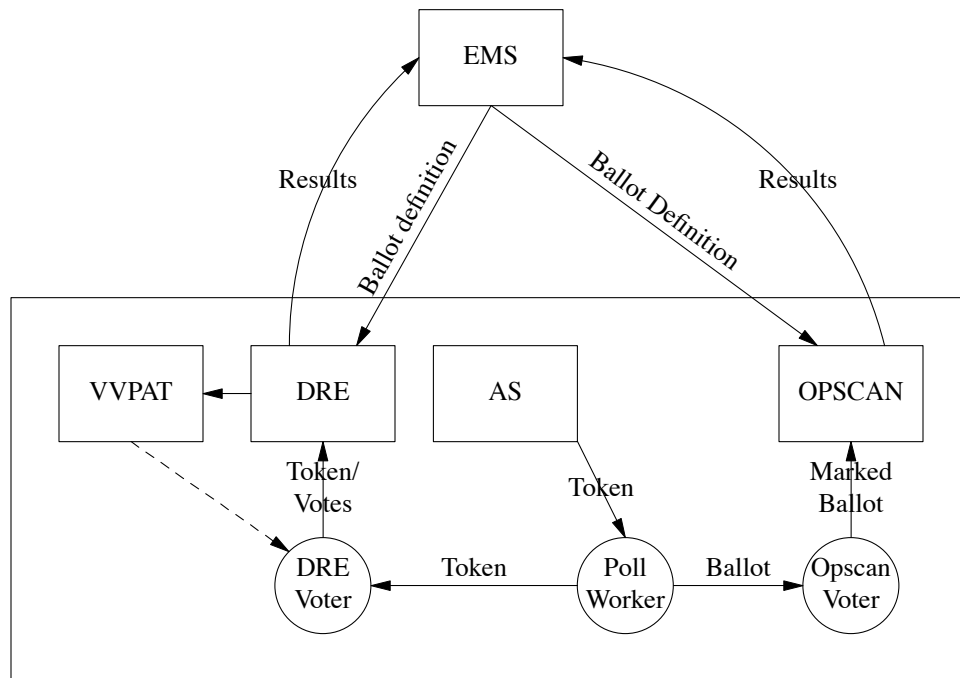 EMS
Results
Ballot definition
Ballot Definition
Results
VVPAT
DRE
AS
OPSCAN
Token/
Votes
Token
Marked
Ballot
DRE
Voter
Token
Poll
Worker
Ballot
Opscan
Voter